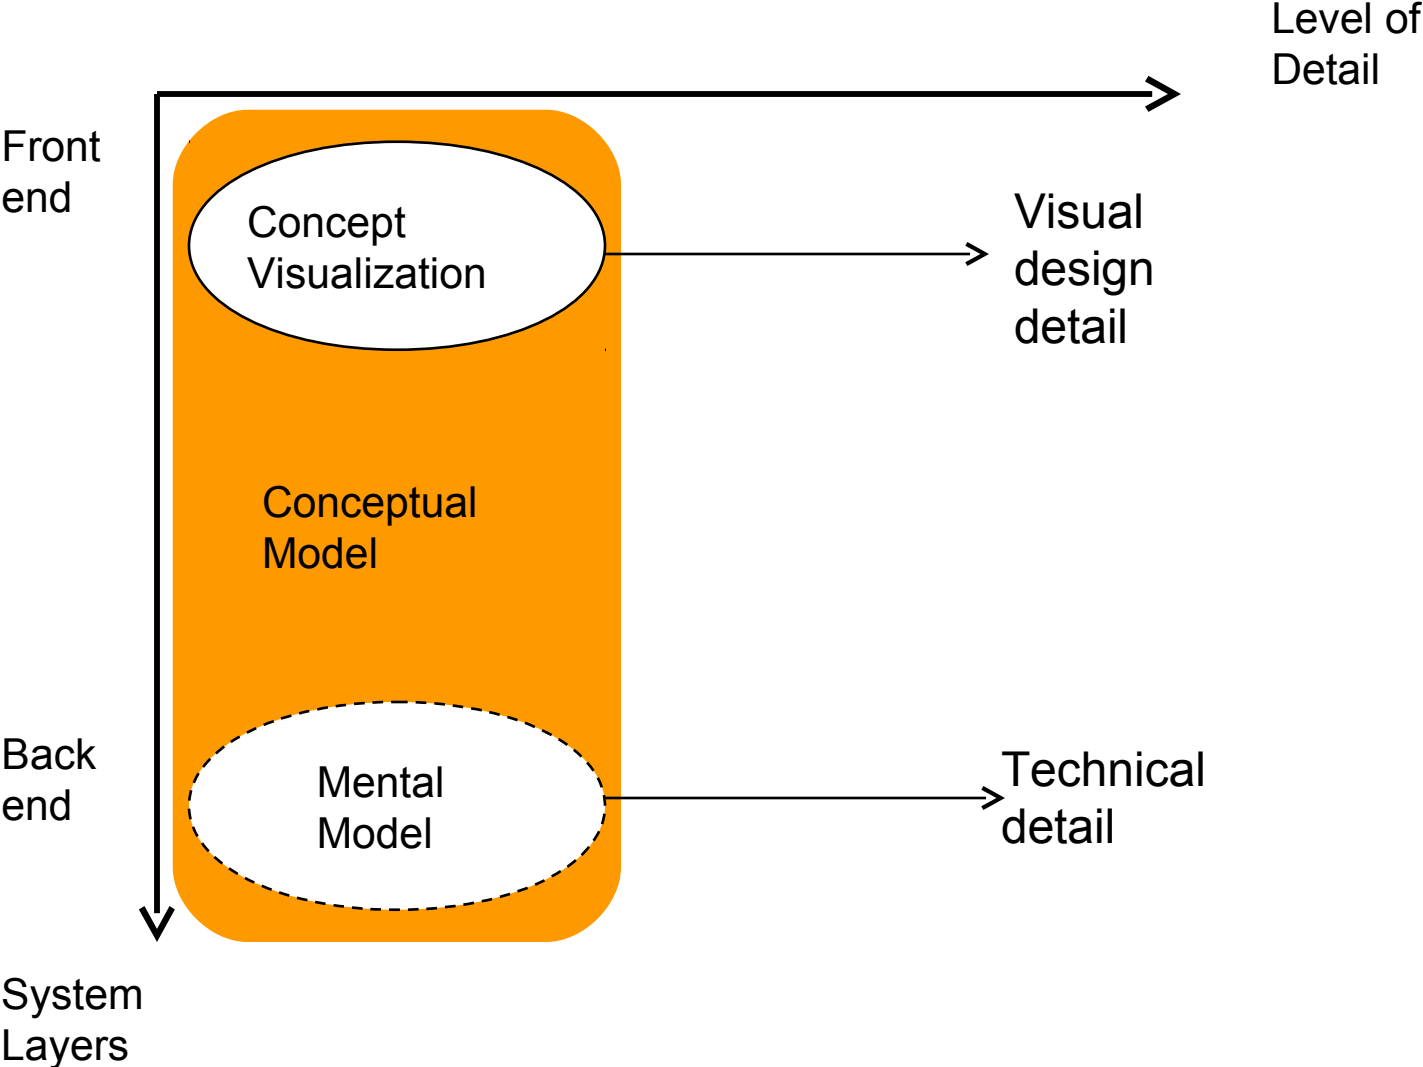 Level of
Detail
Front
end
Concept
Visualization
Visual
design
detail
Conceptual
Model
Back
end
Mental
Model
Technical
detail
System
Layers